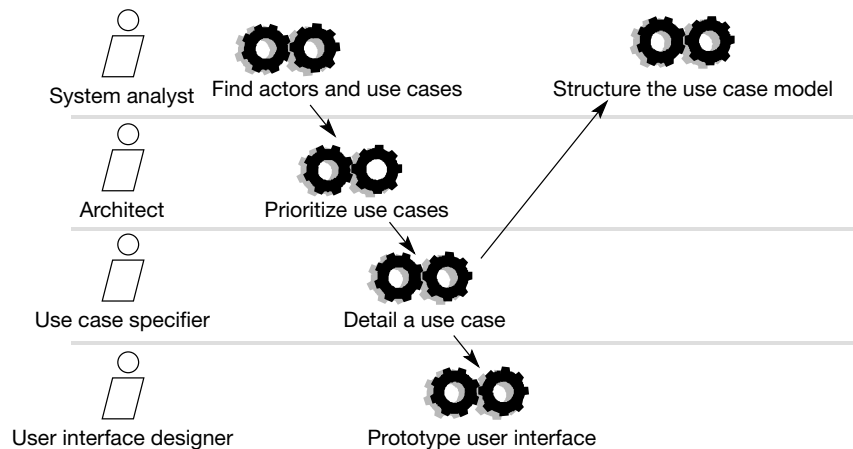 System analyst
Find actors and use cases
Structure the use case model
Architect
Prioritize use cases
Use case specifier
Detail a use case
User interface designer
Prototype user interface